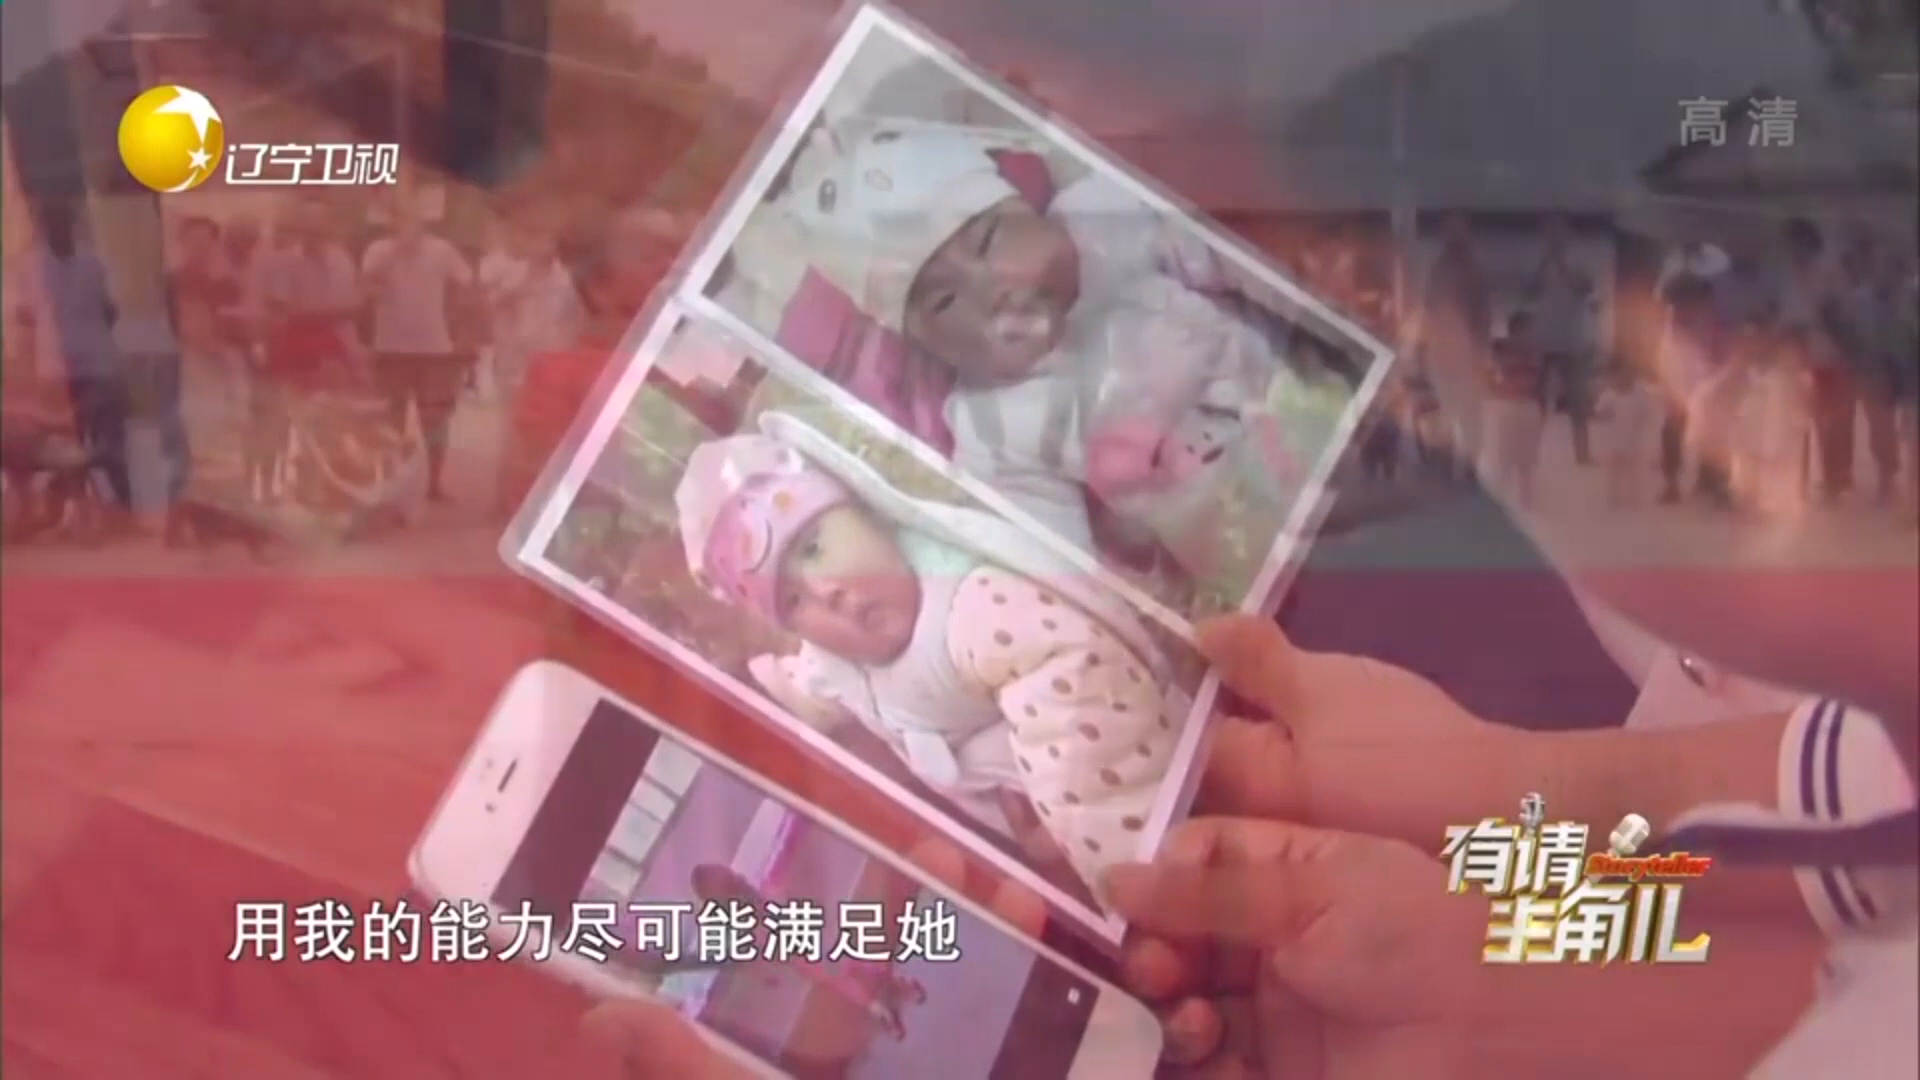 辽宁卫视
高清
用我的能力尽可能满足她
有请
Storyteller
主角儿